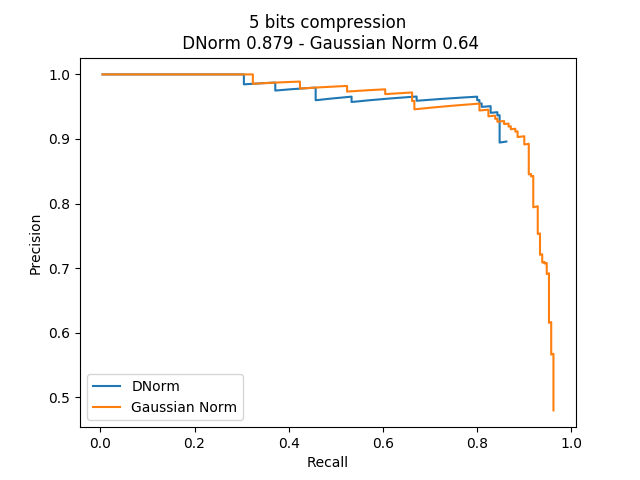 5 bits compression
DNorm 0.879 - Gaussian Norm 0.64
1.0
0.9
0.8
0.7
0.6
0.5
Precision
DNorm
Gaussian Norm
0.0 0.2 0.4 0.6 0.8 1.0
Recall